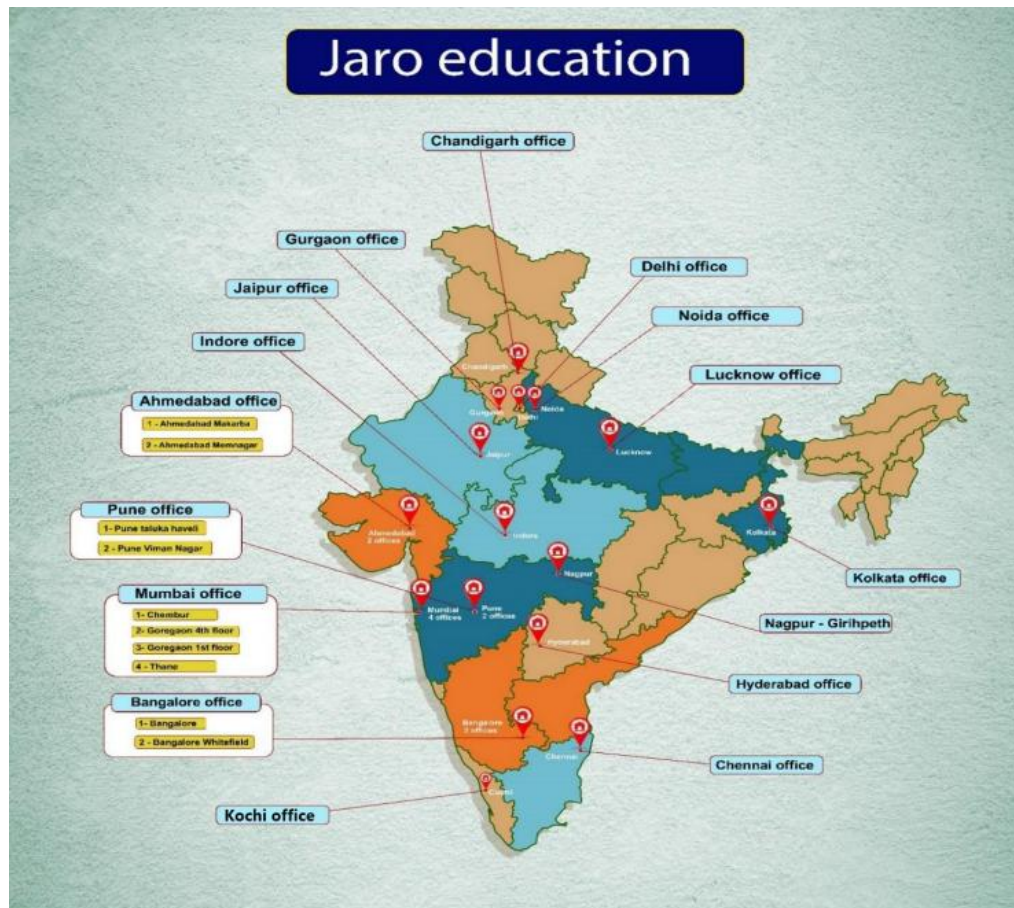 Jaro education
Chandigarh office
Gurgaon office
Delhi office
Jaipur office
Noida office
Indore office
Lucknow office
Ahmedabad office
1 - Ahmedabad Makarba
2 - Ahmedabad Memnagar
Pune office
1- Pune taluka haveli
2 - Pune Viman Nagar
Mumbai office
1- Chembur
2- Goregaon 4th floor
3- Goregaon 1st floor
4 - Thane
Bangalore office
1- Bangalore
2 - Bangalore Whitefield
Kochi office
Kolkata office
Nagpur - Girihpeth
Hyderabad office
Chennai office
Chandigarh
Gurgaon
Delhi
Noida
Jaipur
Lucknow
Ahmedabad
2 offices
Indore
Kolkata
Nagpur
Mumbai
4 offices
Pune
2 offices
Hyderabad
Bangalore
2 offices
Chennai